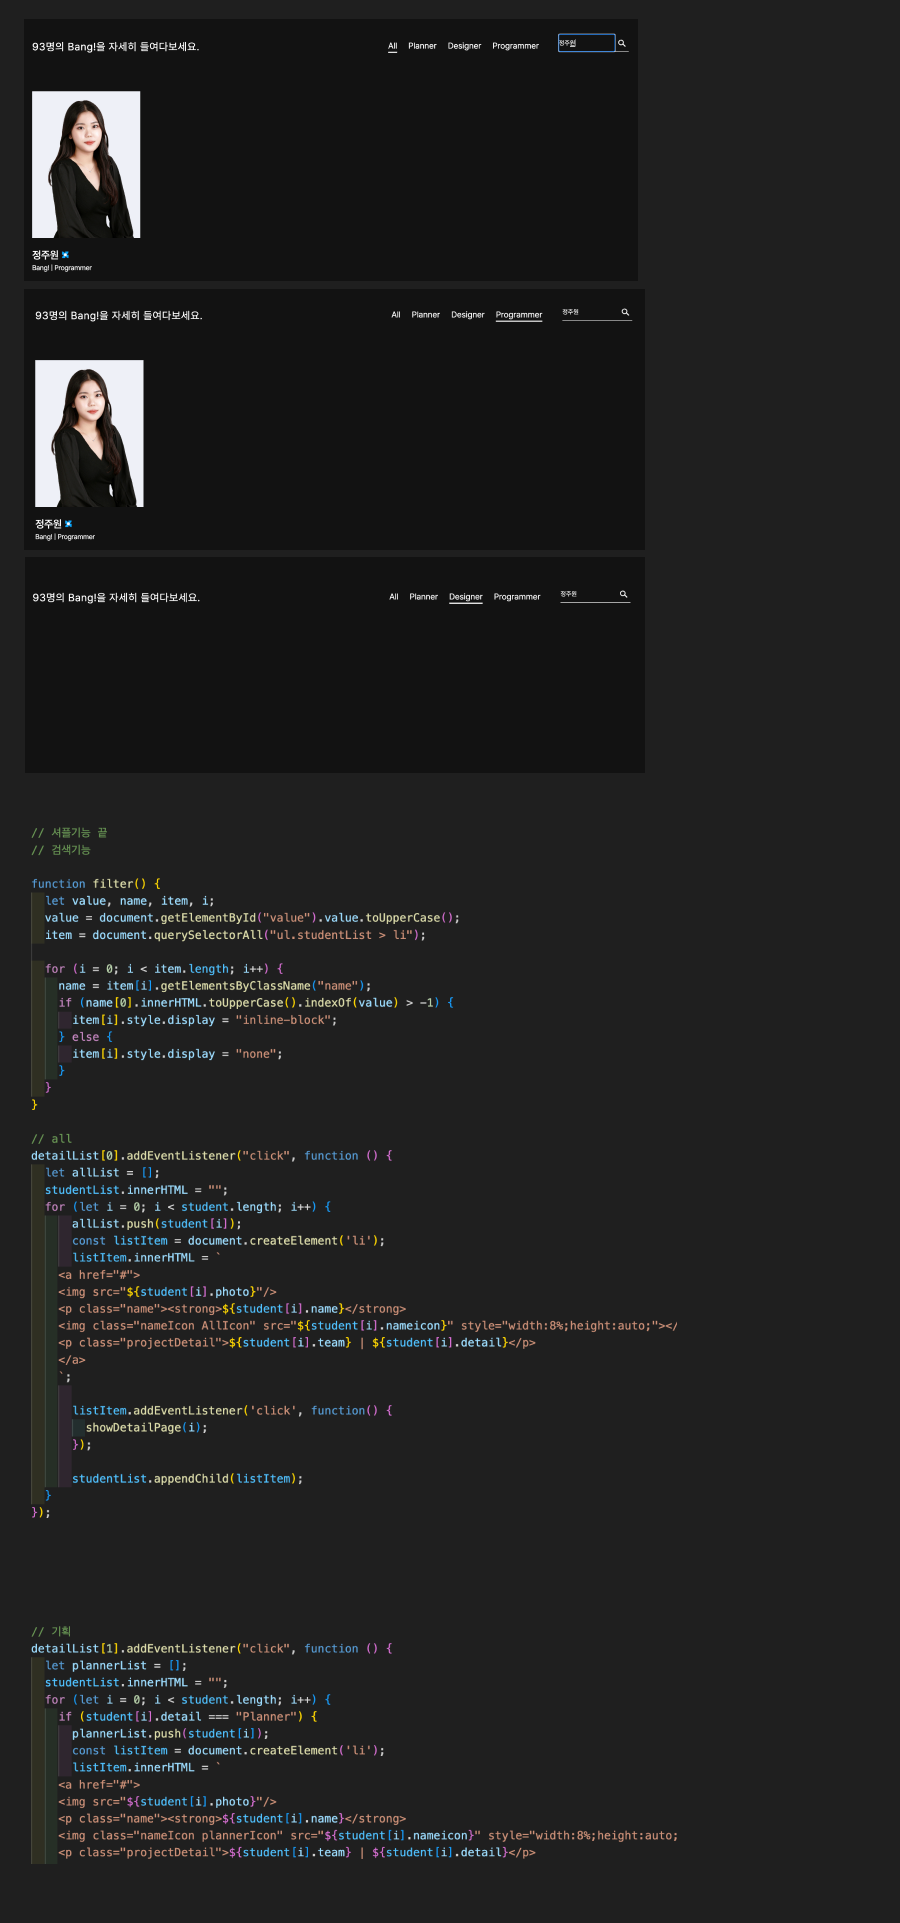 93명의 Bang!을 자세히 들여다보세요.
All Planner Designer Programmer 정주원
정주원
Bang! | Programmer
93명의 Bang!을 자세히 들여다보세요.
All Planner Designer Programmer 정주원
정주원
Bang! | Programmer
93명의 Bang!을 자세히 들여다보세요.
All Planner Designer Programmer 정주원
// 셔플기능 끝
// 검색기능
function filter() {
let value, name, item, i;
value = document.getElementById("value").value.toUpperCase();
item = document.querySelectorAll("ul.studentList > li");
for (i = 0; i < item.length; i++) {
name = item[i].getElementsByClassName("name");
if (name[0].innerHTML.toUpperCase().indexOf(value) > -1) {
item[i].style.display = "inline-block";
} else {
item[i].style.display = "none";
}
}
}
// all
detailList[0].addEventListener("click", function () {
let allList = [];
studentList.innerHTML = "";
for (let i = 0; i < student.length; i++) {
allList.push(student[i]);
const listItem = document.createElement('li');
listItem.innerHTML = `
<a href="#">
<img src="${student[i].photo}"/>
<p class="name"><strong>${student[i].name}</strong>
<img class="nameIcon AllIcon" src="${student[i].nameicon}" style="width:8%;height:auto;"></
<p class="projectDetail">${student[i].team} | ${student[i].detail}</p>
</a>
`;
listItem.addEventListener('click', function() {
showDetailPage(i);
});
studentList.appendChild(listItem);
}
});
// 기획
detailList[1].addEventListener("click", function () {
let plannerList = [];
studentList.innerHTML = "";
for (let i = 0; i < student.length; i++) {
if (student[i].detail === "Planner") {
plannerList.push(student[i]);
const listItem = document.createElement('li');
listItem.innerHTML = `
<a href="#">
<img src="${student[i].photo}"/>
<p class="name"><strong>${student[i].name}</strong>
<img class="nameIcon plannerIcon" src="${student[i].nameicon}" style="width:8%;height:auto;
<p class="projectDetail">${student[i].team} | ${student[i].detail}</p>